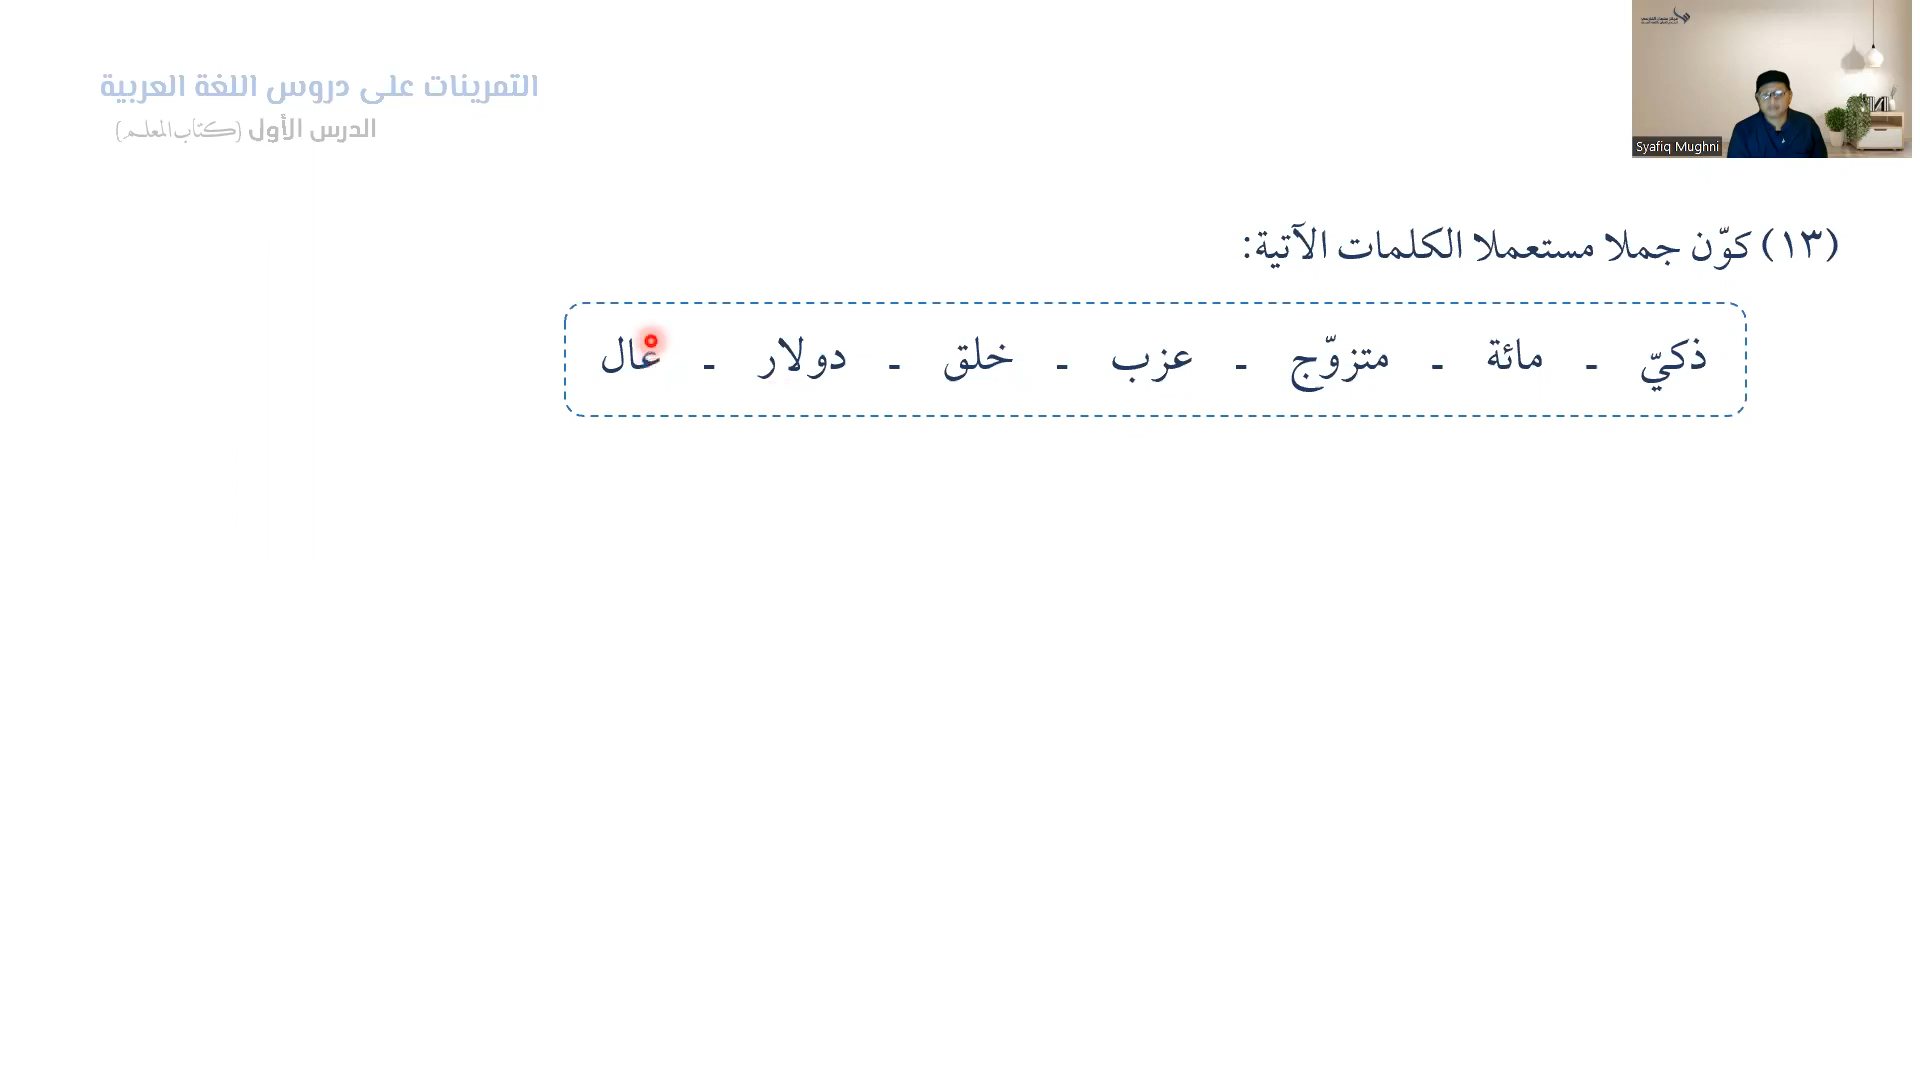 التمرينات على دروس اللغة العربية
الدرس الأول (كتاب المعلم)
Syafiq Mughni
(١٣) كوّن جملا مستعملا الكلمات الآتية:
ذكيّ - مائة - متزوّج - عزب - خلق - دولار - غال